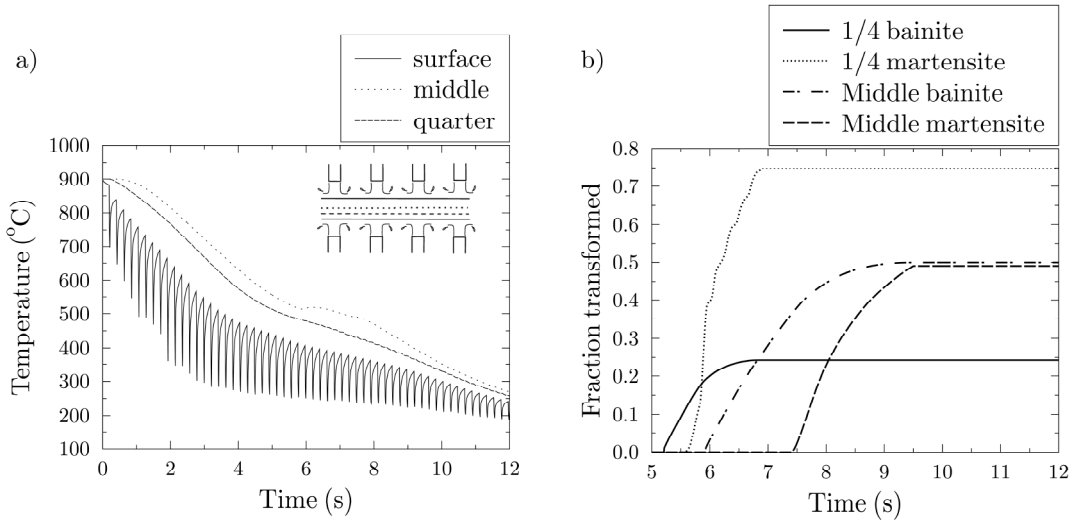 a)
surface
middle
quarter
1000
900
800
700
600
500
400
300
200
100
Temperature (°C)
0 2 4 6 8 10 12
Time (s)
b)
1/4 bainite
1/4 martensite
Middle bainite
Middle martensite
0.8
0.7
0.6
0.5
0.4
0.3
0.2
0.1
0.0
Fraction transformed
5 6 7 8 9 10 11 12
Time (s)